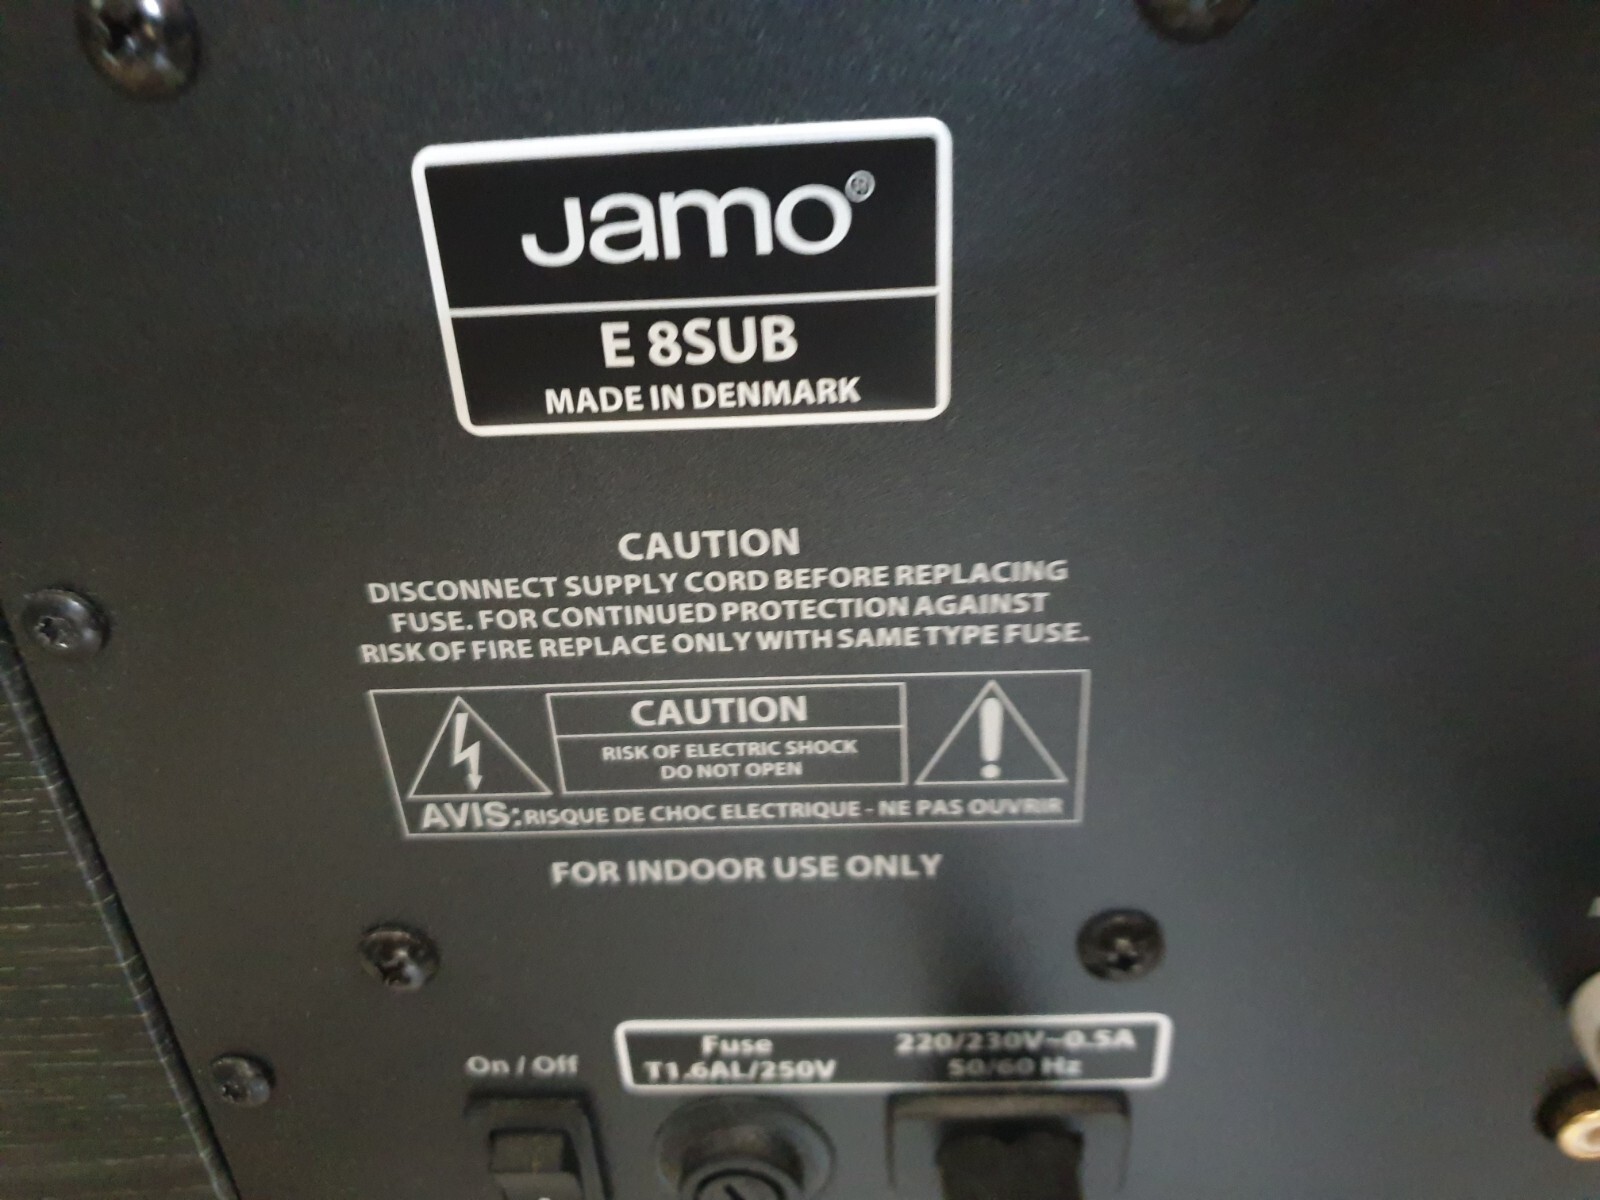 Jamo®
E 8SUB
MADE IN DENMARK
CAUTION
DISCONNECT SUPPLY CORD BEFORE REPLACING
FUSE. FOR CONTINUED PROTECTION AGAINST
RISK OF FIRE REPLACE ONLY WITH SAME TYPE FUSE.
CAUTION
RISK OF ELECTRIC SHOCK
DO NOT OPEN
AVIS: RISQUE DE CHOC ELECTRIQUE - NE PAS OUVRIR
FOR INDOOR USE ONLY
On / Off
Fuse
T1.6AL/250V
220/230V~0.5A
50/60 Hz